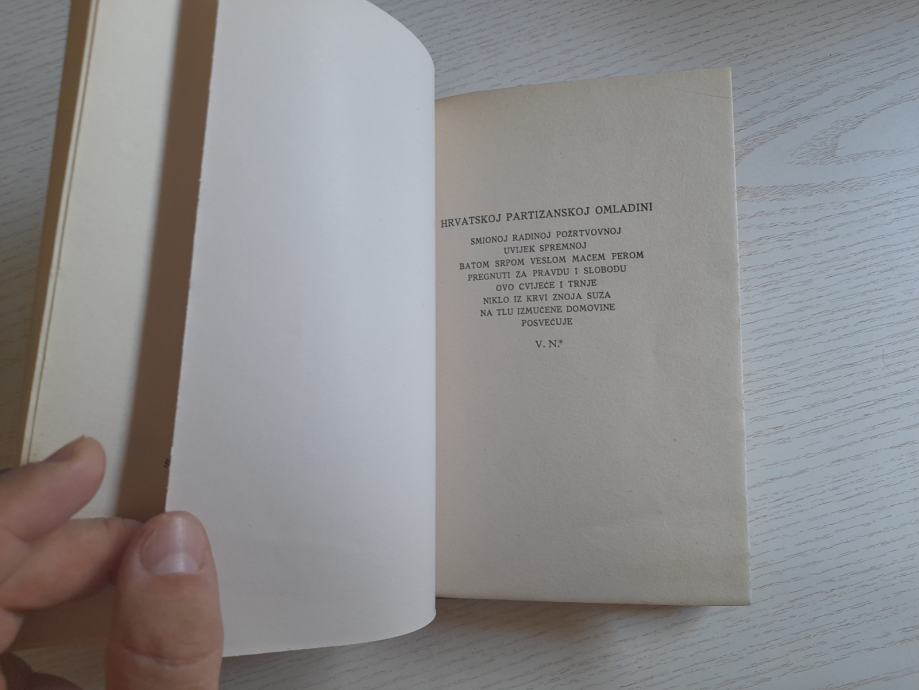 HRVATSKOJ PARTIZANSKOJ OMLADINI
SMIONOJ RADINOJ POŽRTVOVNOJ
UVIJEK SPREMNOJ
BATOM SRPOM VESLOM MAČEM PEROM
PREGNUTI ZA PRAVDU I SLOBODU
OVO CVIJEĆE I TRNJE
NIKLO IZ KRVI ZNOJA SUZA
NA TLU IZMUČENE DOMOVINE
POSVEĆUJE
V. N.*